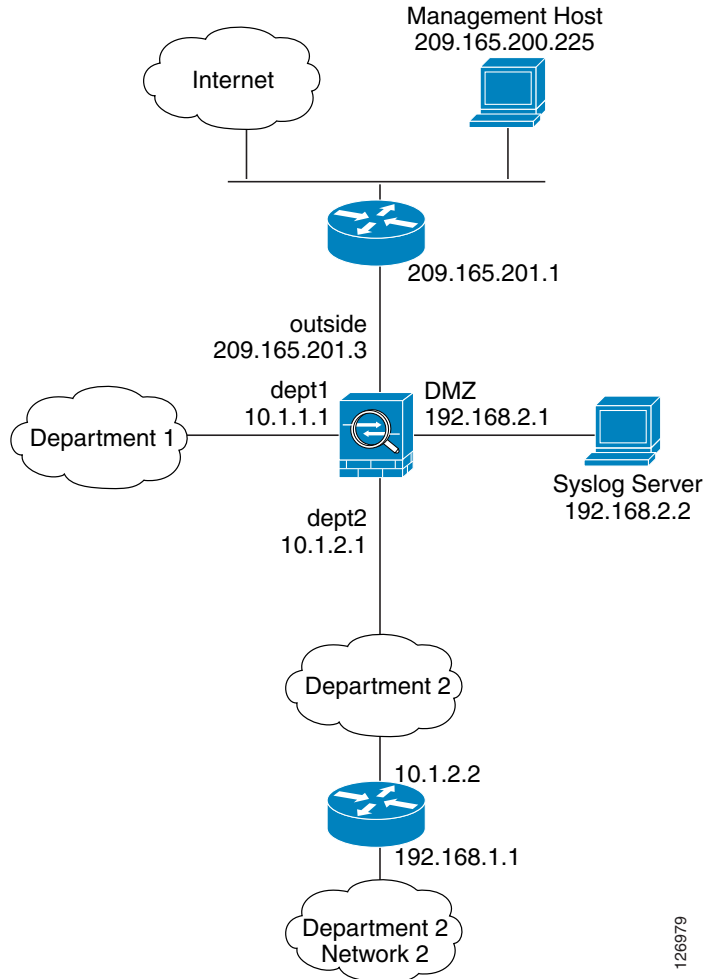 Management Host
209.165.200.225
Internet
209.165.201.1
outside
209.165.201.3
dept1
10.1.1.1
DMZ
192.168.2.1
Department 1
Syslog Server
192.168.2.2
dept2
10.1.2.1
Department 2
10.1.2.2
192.168.1.1
Department 2
Network 2
126979